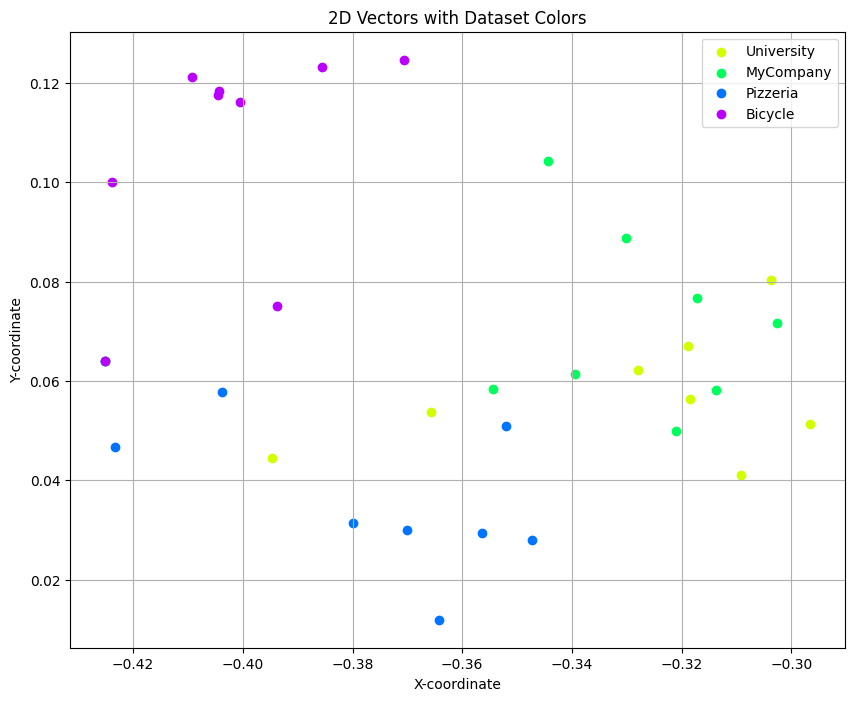 2D Vectors with Dataset Colors
University
MyCompany
Pizzeria
Bicycle
0.12
0.10
0.08
0.06
0.04
0.02
Y-coordinate
−0.42 −0.40 −0.38 −0.36 −0.34 −0.32 −0.30
X-coordinate